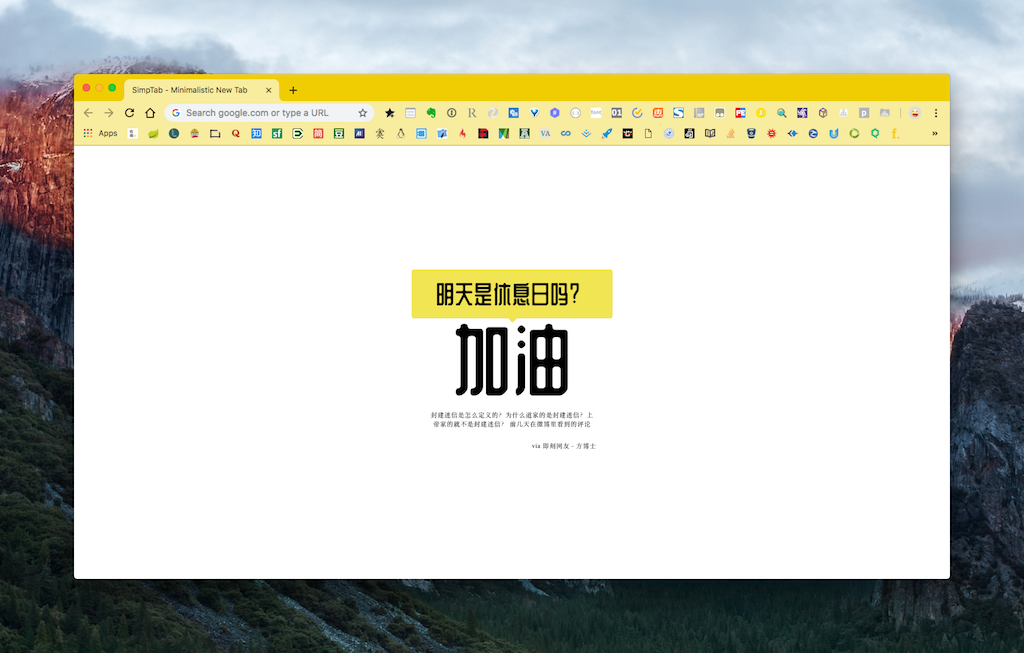 SimpTab - Minimalistic New Tab
Search google.com or type a URL
Apps
明天是休息日吗?
加油
封建迷信是怎么定义的? 为什么道家的是封建迷信? 上
帝家的就不是封建迷信? 前几天在微博里看到的评论
via 即刻网友 - 方博士